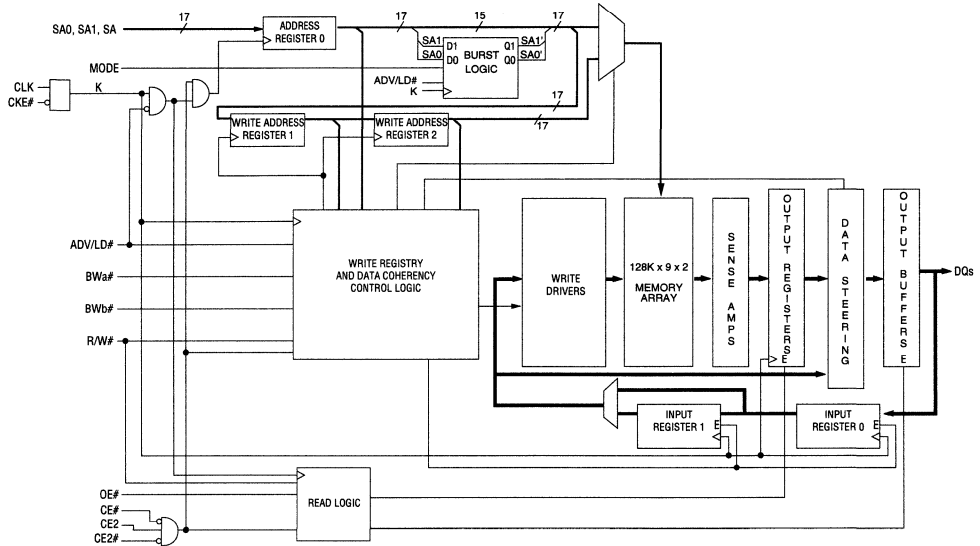 SA0, SA1, SA
17
ADDRESS
REGISTER 0
17
15
17
SA1
SA0
D1
D0
BURST
LOGIC
Q1
Q0
SA1'
SA0'
MODE
ADV/LD#
K
CLK
CKE#
K
17
17
WRITE ADDRESS
REGISTER 1
WRITE ADDRESS
REGISTER 2
ADV/LD#
BWa#
BWb#
R/W#
WRITE REGISTRY
AND DATA COHERENCY
CONTROL LOGIC
WRITE
DRIVERS
128K x 9 x 2
MEMORY
ARRAY
SENSE AMPS
OUTPUT REGISTERS
E
DATA STEERING
OUTPUT BUFFERS
E
DQs
INPUT
REGISTER 1
E
INPUT
REGISTER 0
E
OE#
CE#
CE2
CE2#
READ LOGIC